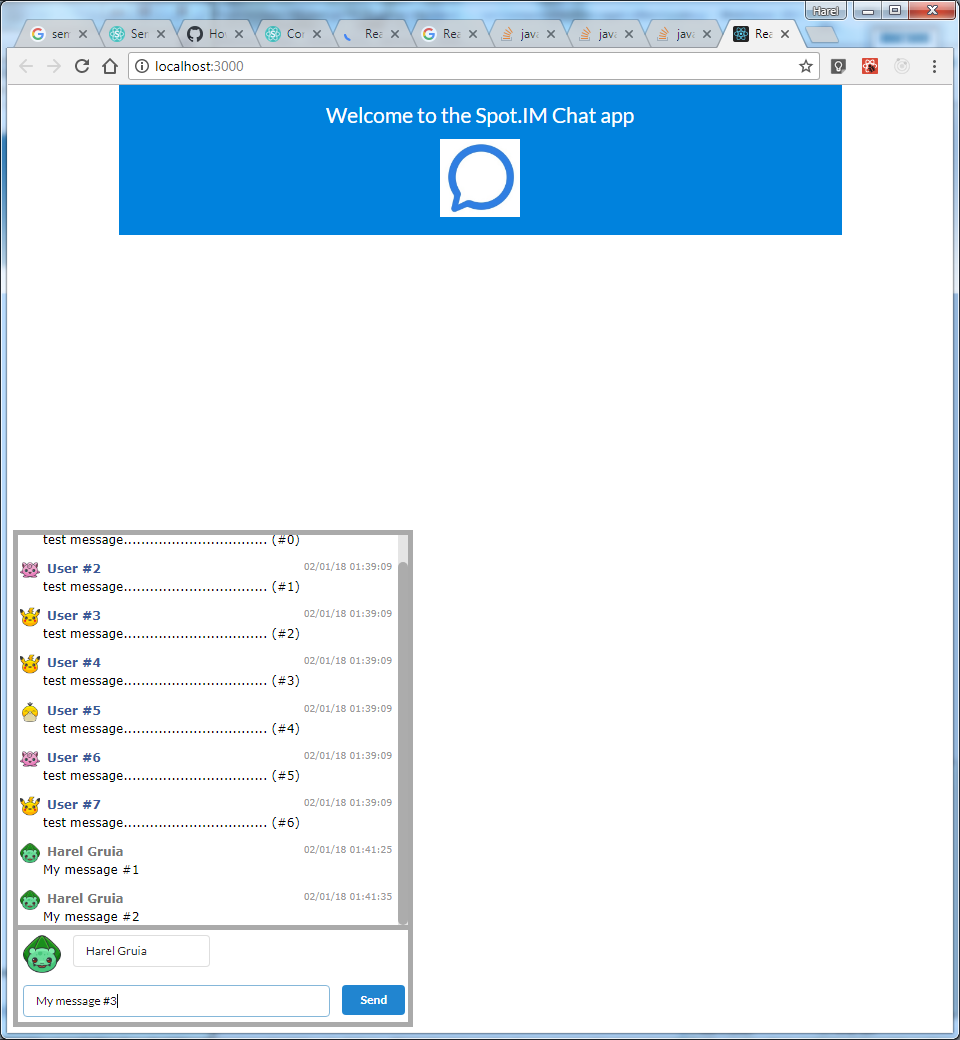 Harel
sen
Ser
Ho
Co
Rea
Rea
java
java
java
Rea
localhost:3000
Welcome to the Spot.IM Chat app
test message................................. (#0)
User #2 02/01/18 01:39:09
test message................................. (#1)
User #3 02/01/18 01:39:09
test message................................. (#2)
User #4 02/01/18 01:39:09
test message................................. (#3)
User #5 02/01/18 01:39:09
test message................................. (#4)
User #6 02/01/18 01:39:09
test message................................. (#5)
User #7 02/01/18 01:39:09
test message................................. (#6)
Harel Gruia 02/01/18 01:41:25
My message #1
Harel Gruia 02/01/18 01:41:35
My message #2
Harel Gruia
My message #3
Send